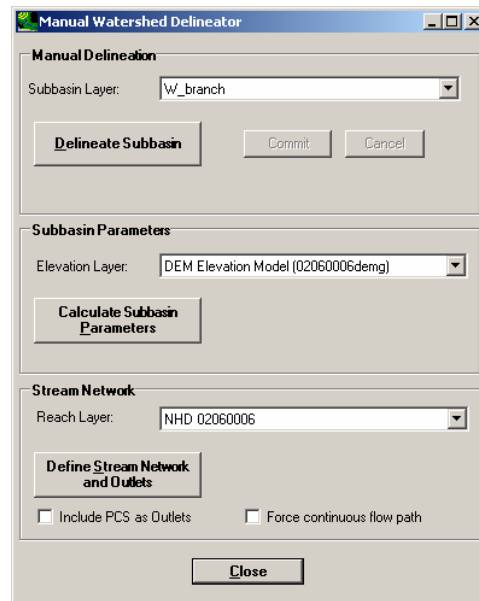 Manual Watershed Delineator
Manual Delineation
Subbasin Layer: W_branch
Delineate Subbasin Commit Cancel
Subbasin Parameters
Elevation Layer: DEM Elevation Model (02060006demg)
Calculate Subbasin
Parameters
Stream Network
Reach Layer: NHD 02060006
Define Stream Network
and Outlets
Include PCS as Outlets Force continuous flow path
Close